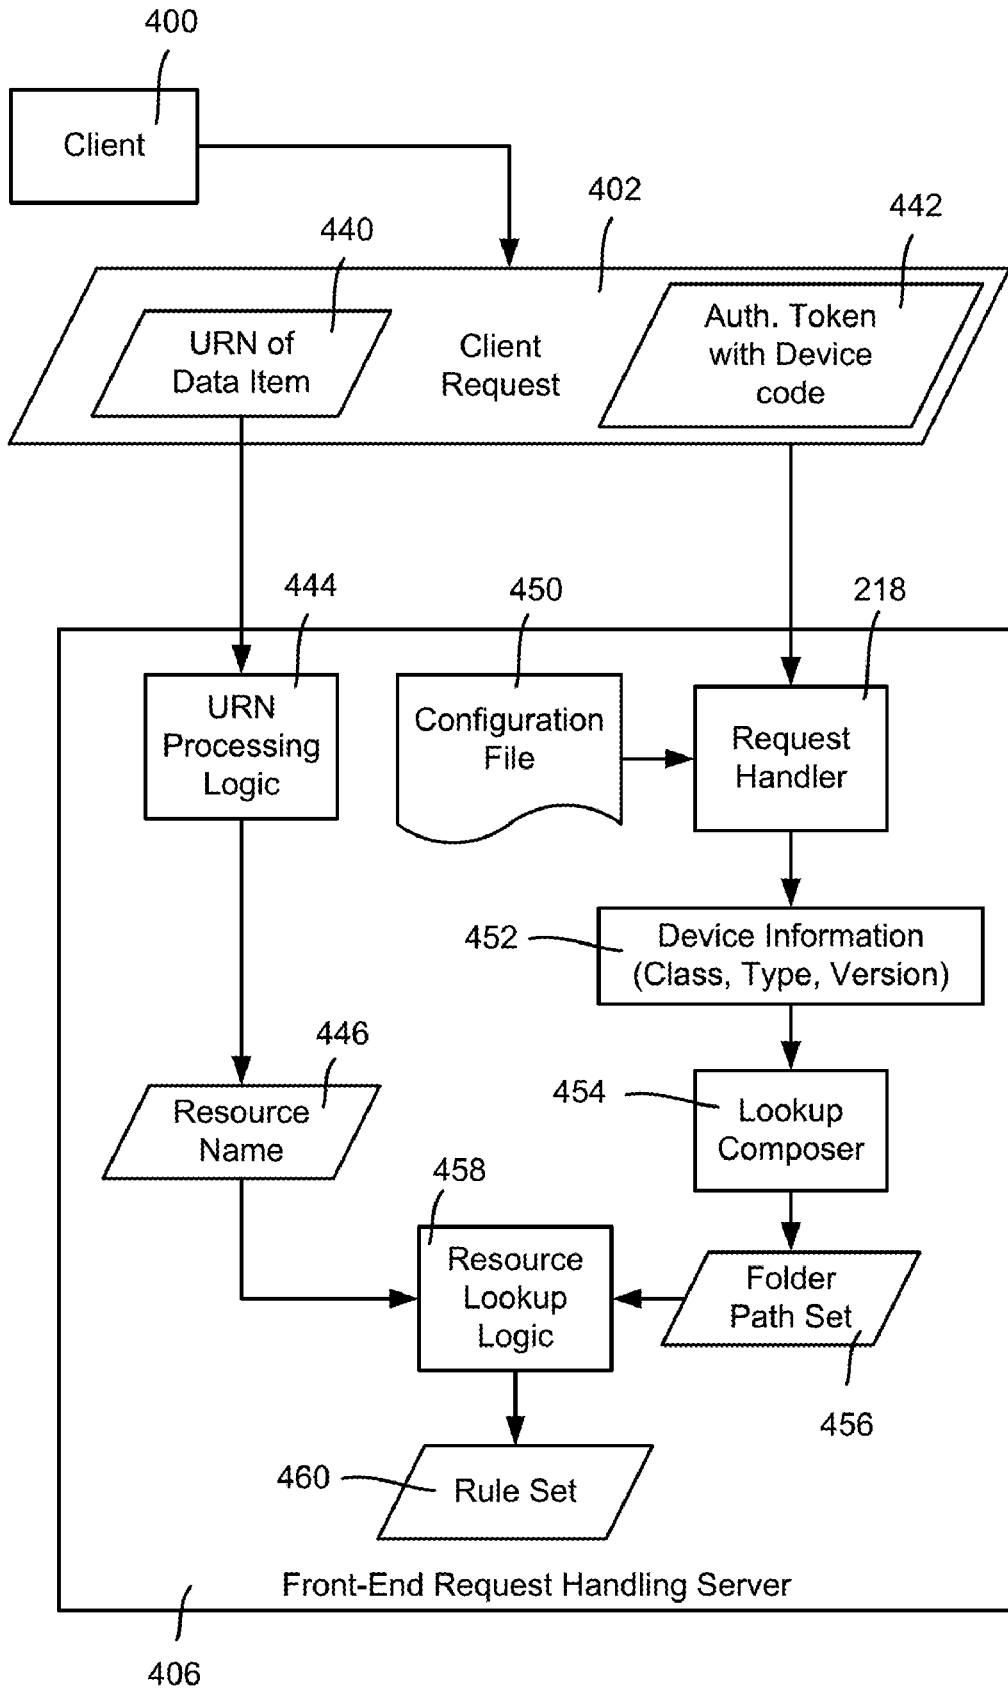 400
Client
402
442
440
URN of
Data Item
Client
Request
Auth. Token
with Device
code
444
450
218
URN
Processing
Logic
Configuration
File
Request
Handler
452
Device Information
(Class, Type, Version)
446
Resource
Name
454
Lookup
Composer
458
Resource
Lookup
Logic
Folder
Path Set
456
460
Rule Set
Front-End Request Handling Server
406